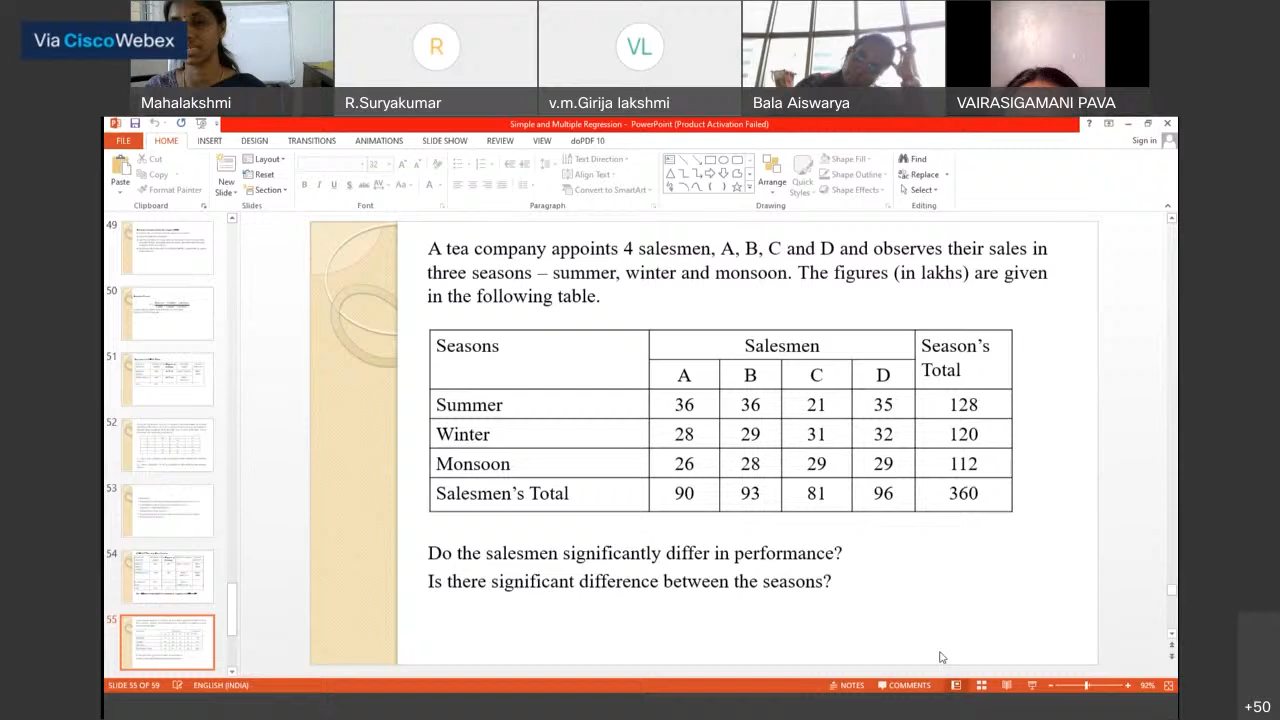 Via CiscoWebex
R
VL
Mahalakshmi
R.Suryakumar
v.m.Girija lakshmi
Bala Aiswarya
VAIRASIGAMANI PAVA
Simple and Multiple Regression - PowerPoint (Product Activation Failed)
FILE HOME INSERT DESIGN TRANSITIONS ANIMATIONS SLIDE SHOW REVIEW VIEW doPDF 10
Sign in
Paste
Cut
Copy
Format Painter
Clipboard
New
Slide
Layout
Reset
Section
Slides
32
Font
Text Direction
Align Text
Convert to SmartArt
Paragraph
Arrange
Quick
Styles
Shape Fill
Shape Outline
Shape Effects
Drawing
Find
Replace
Select
Editing
49
50
51
52
53
54
55
A tea company appoints 4 salesmen, A, B, C and D and observes their sales in
three seasons – summer, winter and monsoon. The figures (in lakhs) are given
in the following table.
Seasons Salesmen Season's
Total
A B C D
Summer 36 36 21 35 128
Winter 28 29 31 32 120
Monsoon 26 28 29 29 112
Salesmen's Total 90 93 81 96 360
Do the salesmen significantly differ in performance?
Is there significant difference between the seasons?
SLIDE 55 OF 59 ENGLISH (INDIA) NOTES COMMENTS 92%
+50